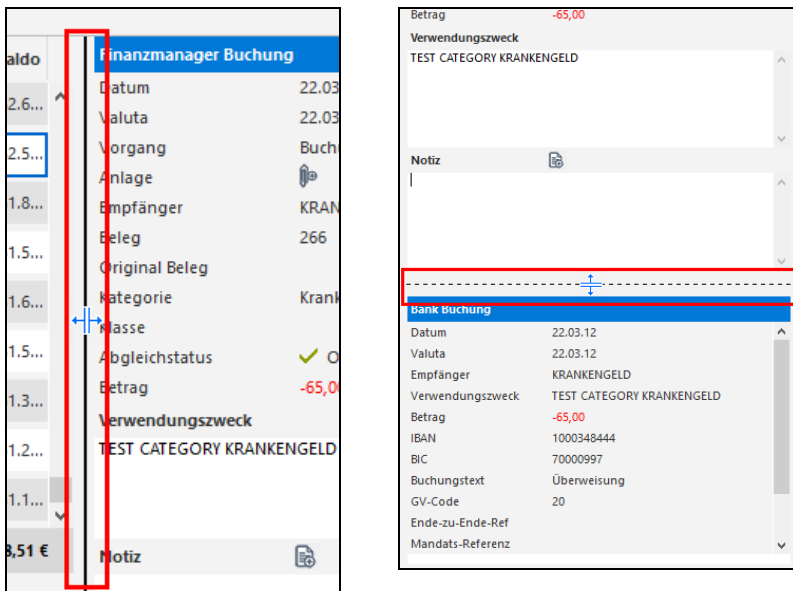 aldo
2.6...
2.5...
1.8...
1.5...
1.6...
1.5...
1.3...
1.2...
1.1...
3,51 €
Finanzmanager Buchung
Datum 22.03
Valuta 22.03
Vorgang Buch
Anlage
Empfänger KRAN
Beleg 266
Original Beleg
Kategorie Krank
Klasse
Abgleichstatus O
Betrag -65,00
Verwendungszweck
TEST CATEGORY KRANKENGELD
Notiz
Betrag -65,00
Verwendungszweck
TEST CATEGORY KRANKENGELD
Notiz
Bank Buchung
Datum 22.03.12
Valuta 22.03.12
Empfänger KRANKENGELD
Verwendungszweck TEST CATEGORY KRANKENGELD
Betrag -65,00
IBAN 1000348444
BIC 70000997
Buchungstext Überweisung
GV-Code 20
Ende-zu-Ende-Ref
Mandats-Referenz